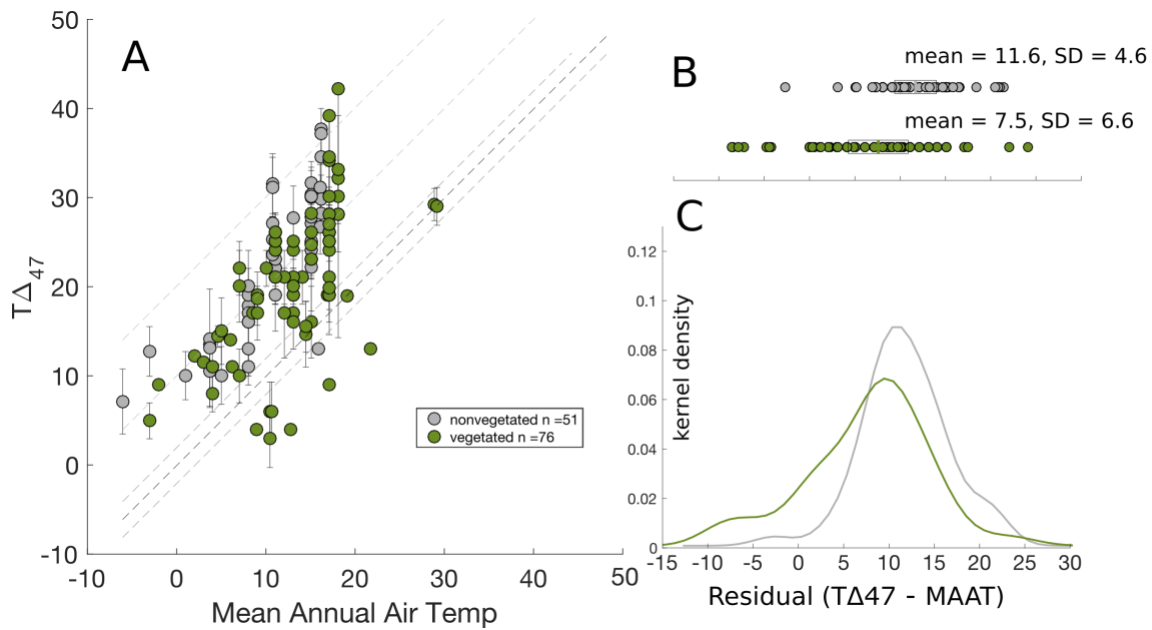 A
50
40
30
20
10
0
-10
TΔ47
-10
0
10
20
30
40
50
Mean Annual Air Temp
nonvegetated n =51
vegetated n =76
B
mean = 11.6, SD = 4.6
mean = 7.5, SD = 6.6
C
0.12
0.1
0.08
0.06
0.04
0.02
0
kernel density
-15
-10
-5
0
5
10
15
20
25
30
Residual (TΔ47 - MAAT)